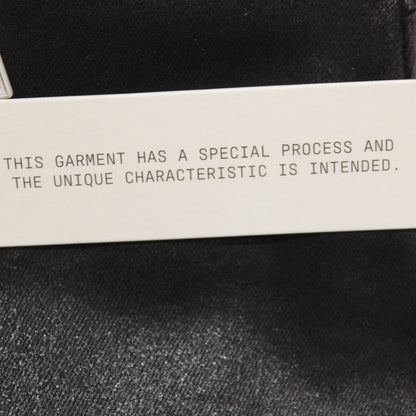 THIS GARMENT HAS A SPECIAL PROCESS AND
THE UNIQUE CHARACTERISTIC IS INTENDED.